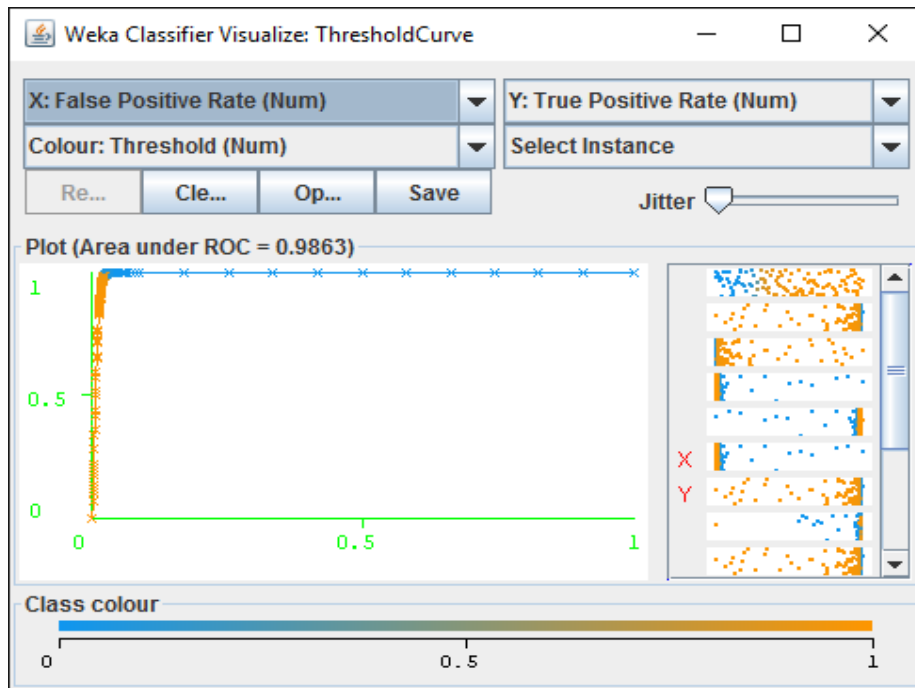 Weka Classifier Visualize: ThresholdCurve
X: False Positive Rate (Num) Y: True Positive Rate (Num)
Colour: Threshold (Num) Select Instance
Re... Cle... Op... Save Jitter
Plot (Area under ROC = 0.9863)
1
0.5
0
0 0.5 1
X
Y
Class colour
0 0.5 1